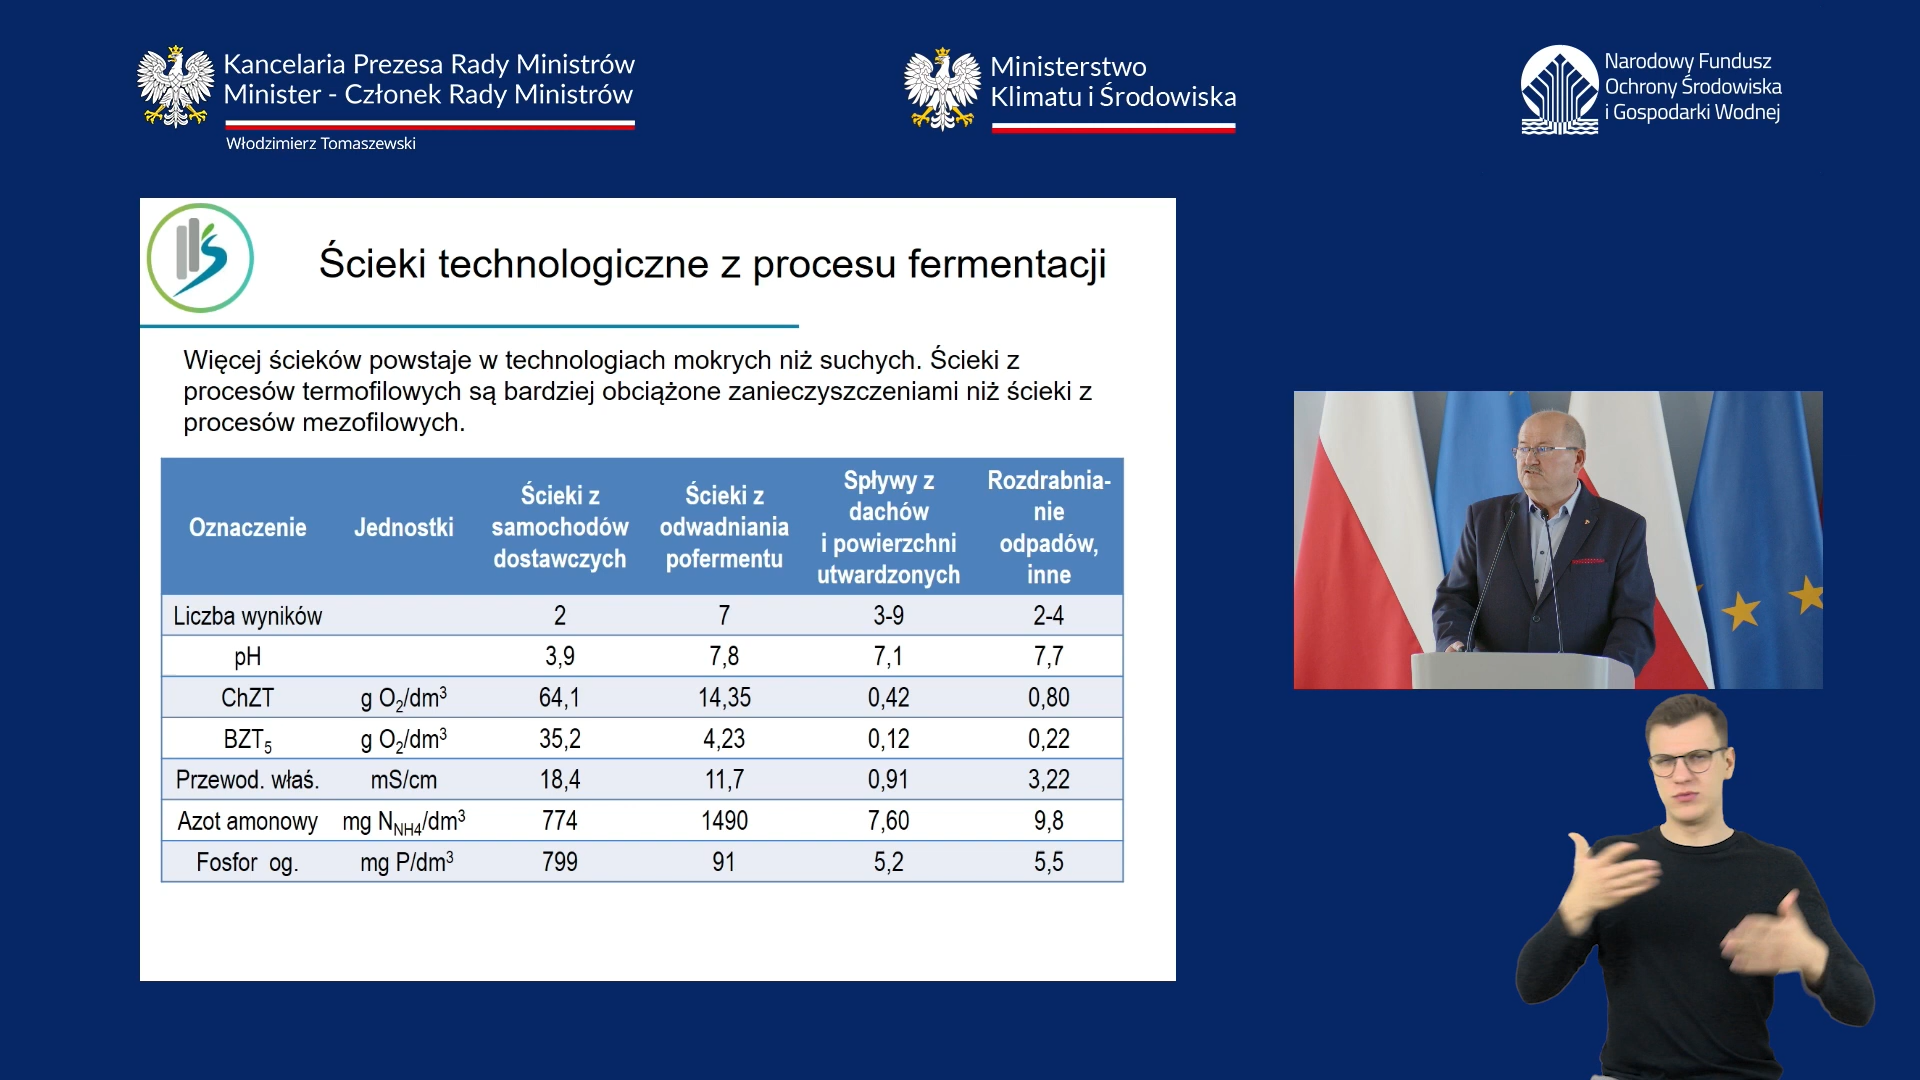 Kancelaria Prezesa Rady Ministrów
Minister - Członek Rady Ministrów
Włodzimierz Tomaszewski
Ministerstwo
Klimatu i Środowiska
Narodowy Fundusz
Ochrony Środowiska
i Gospodarki Wodnej
Ścieki technologiczne z procesu fermentacji
Więcej ścieków powstaje w technologiach mokrych niż suchych. Ścieki z
procesów termofilowych są bardziej obciążone zanieczyszczeniami niż ścieki z
procesów mezofilowych.
Oznaczenie Jednostki Ścieki z samochodów dostawczych Ścieki z odwadniania pofermentu Spływy z dachów i powierzchni utwardzonych Rozdrabnia-nie odpadów, inne
Liczba wyników 2 7 3-9 2-4
pH 3,9 7,8 7,1 7,7
ChZT g O₂/dm³ 64,1 14,35 0,42 0,80
BZT₅ g O₂/dm³ 35,2 4,23 0,12 0,22
Przewod. właś. mS/cm 18,4 11,7 0,91 3,22
Azot amonowy mg N_NH4/dm³ 774 1490 7,60 9,8
Fosfor og. mg P/dm³ 799 91 5,2 5,5